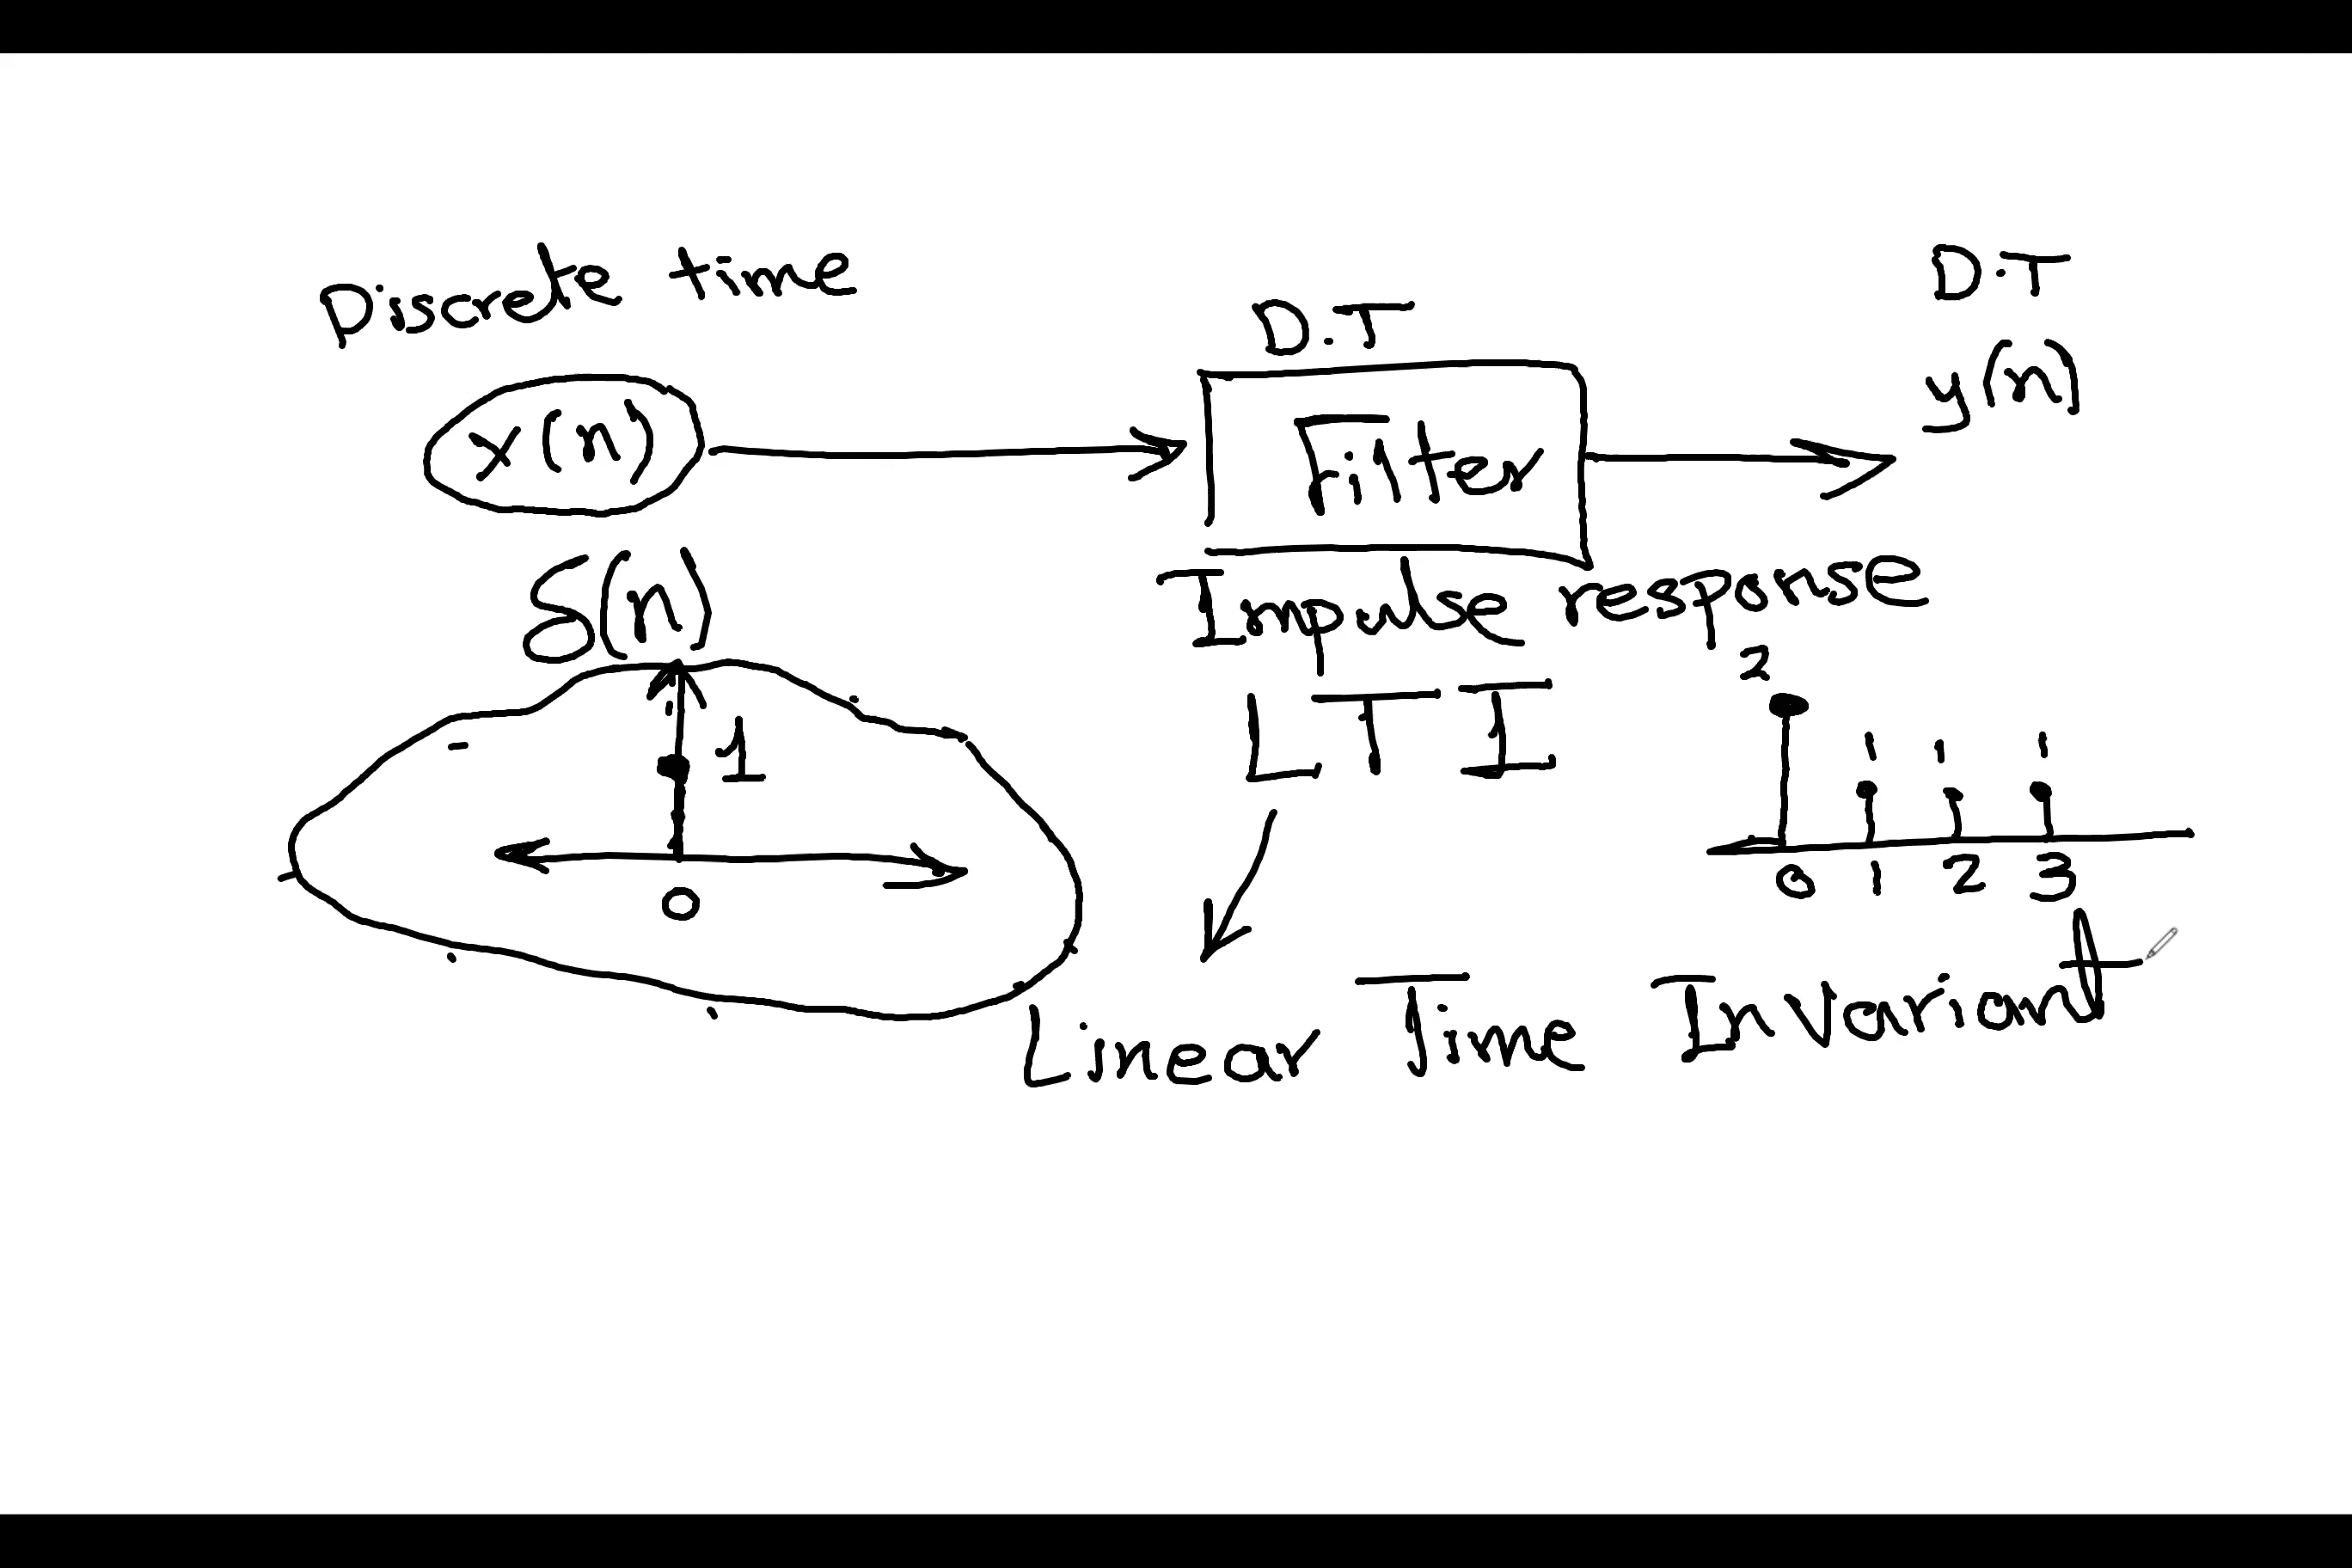 Discrete time
D.T
D.T
x(n)
Filter
y(n)
δ(n)
Impulse response
2
1
LTI
1 1 1
0
0 1 2 3
Linear Time Invariant